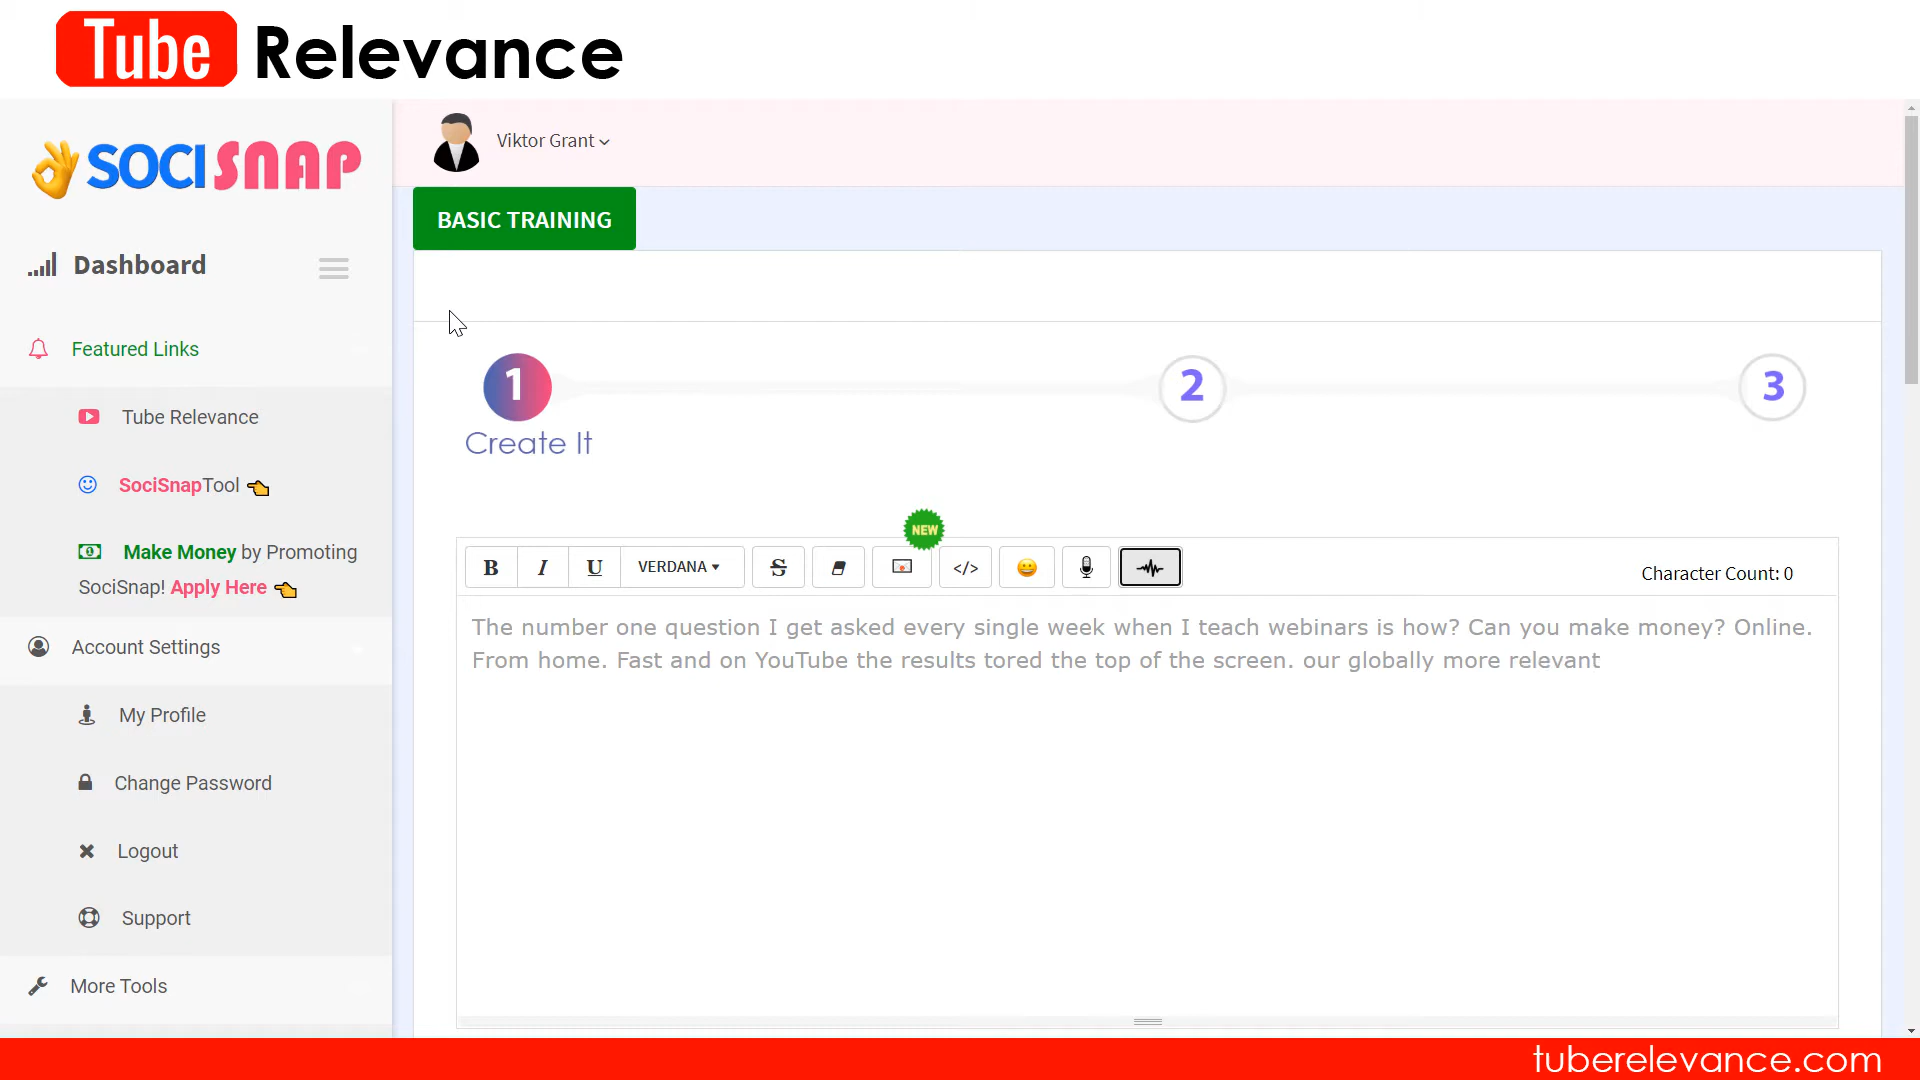 Tube Relevance
SOCISNAP
Viktor Grant
BASIC TRAINING
Dashboard
Featured Links
Tube Relevance
SociSnapTool
Make Money by Promoting
SociSnap! Apply Here
Account Settings
My Profile
Change Password
Logout
Support
More Tools
1
2
3
Create It
NEW
B I U VERDANA S </>
Character Count: 0
The number one question I get asked every single week when I teach webinars is how? Can you make money? Online.
From home. Fast and on YouTube the results tored the top of the screen. our globally more relevant
tuberelevance.com